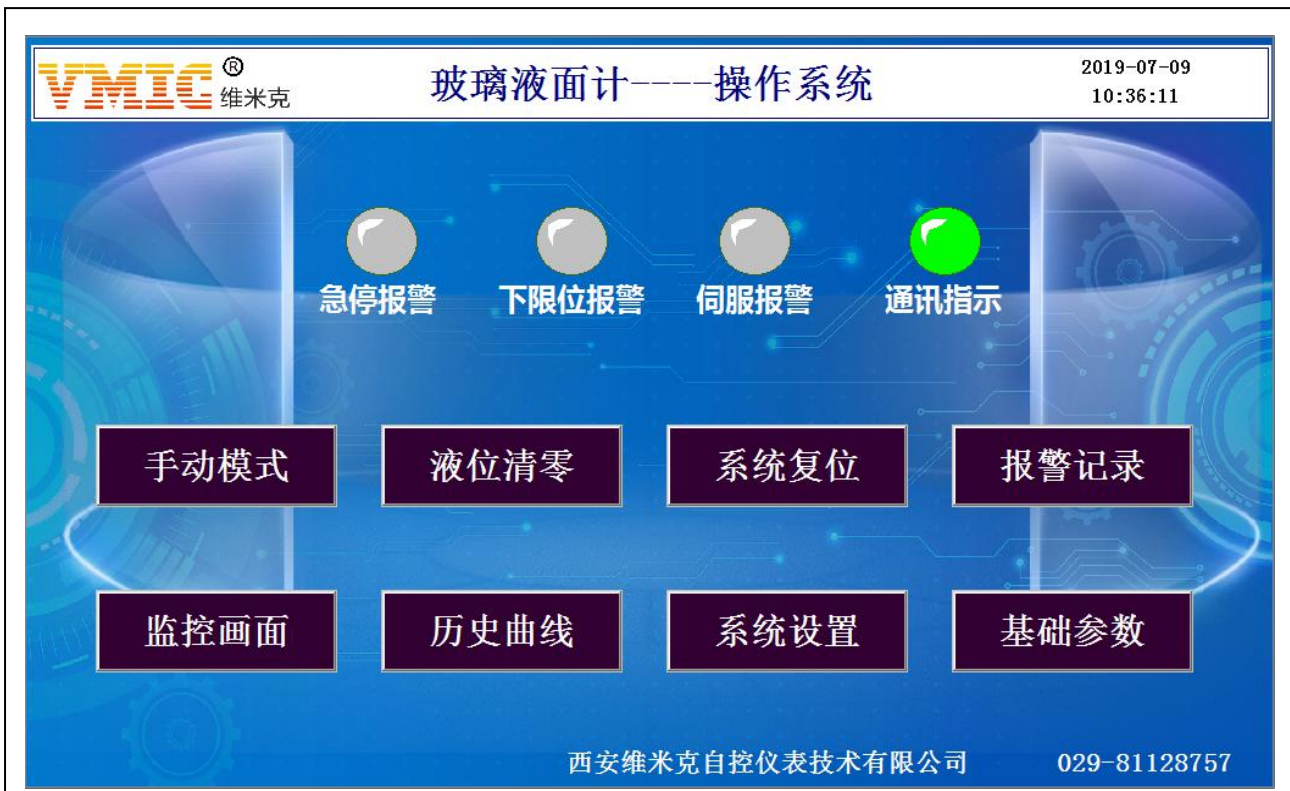 VMIC®维米克
玻璃液面计----操作系统
2019-07-09
10:36:11
急停报警 下限位报警 伺服报警 通讯指示
手动模式 液位清零 系统复位 报警记录
监控画面 历史曲线 系统设置 基础参数
西安维米克自控仪表技术有限公司 029-81128757